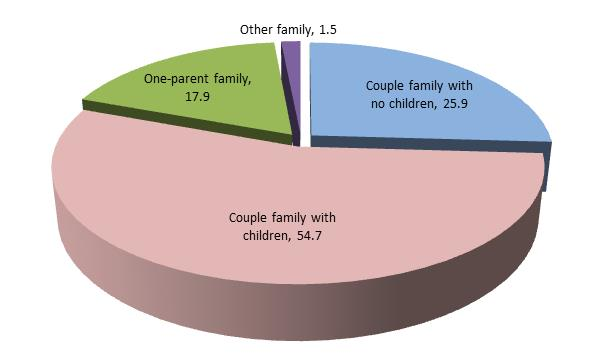 Other family, 1.5
One-parent family,
17.9
Couple family with
no children, 25.9
Couple family with
children, 54.7